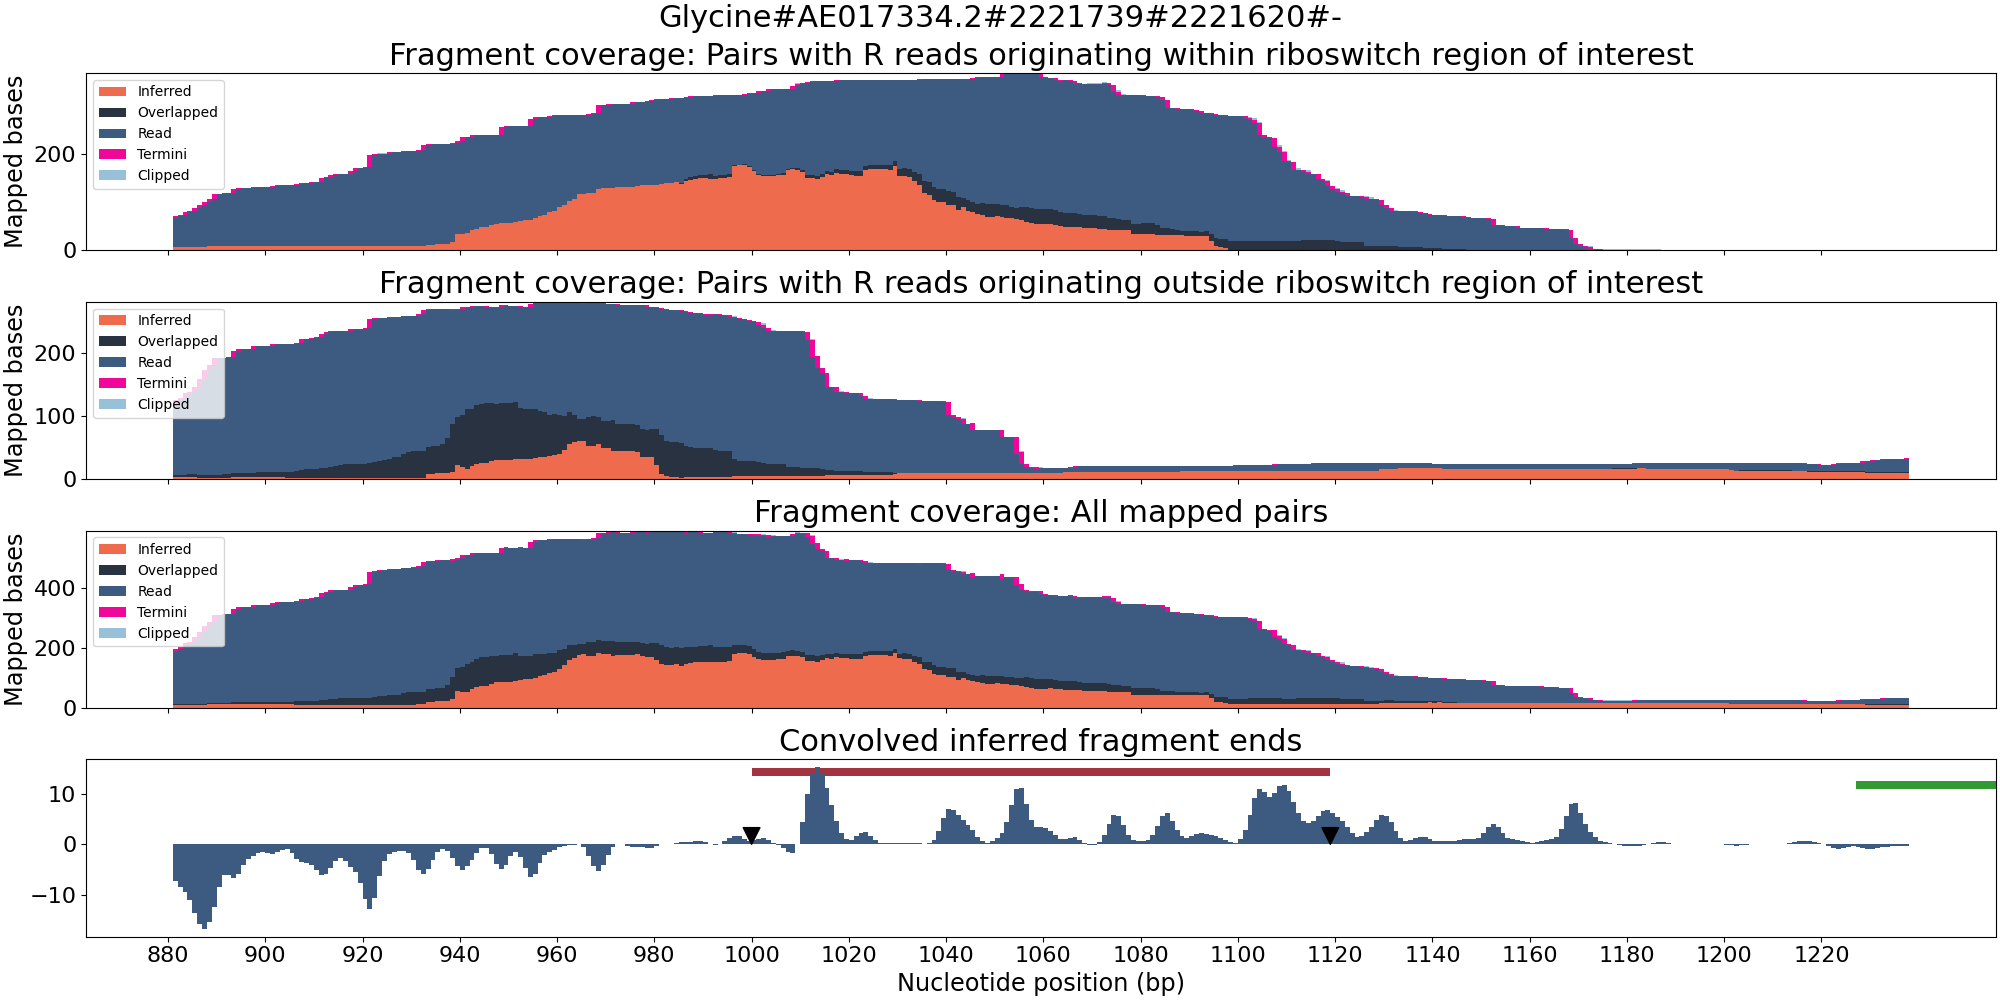 Glycine#AE017334.2#2221739#2221620#-
Fragment coverage: Pairs with R reads originating within riboswitch region of interest
Mapped bases
200
0
Inferred
Overlapped
Read
Termini
Clipped
Fragment coverage: Pairs with R reads originating outside riboswitch region of interest
Mapped bases
200
100
0
Inferred
Overlapped
Read
Termini
Clipped
Fragment coverage: All mapped pairs
Mapped bases
400
200
0
Inferred
Overlapped
Read
Termini
Clipped
Convolved inferred fragment ends
10
0
−10
880 900 920 940 960 980 1000 1020 1040 1060 1080 1100 1120 1140 1160 1180 1200 1220
Nucleotide position (bp)